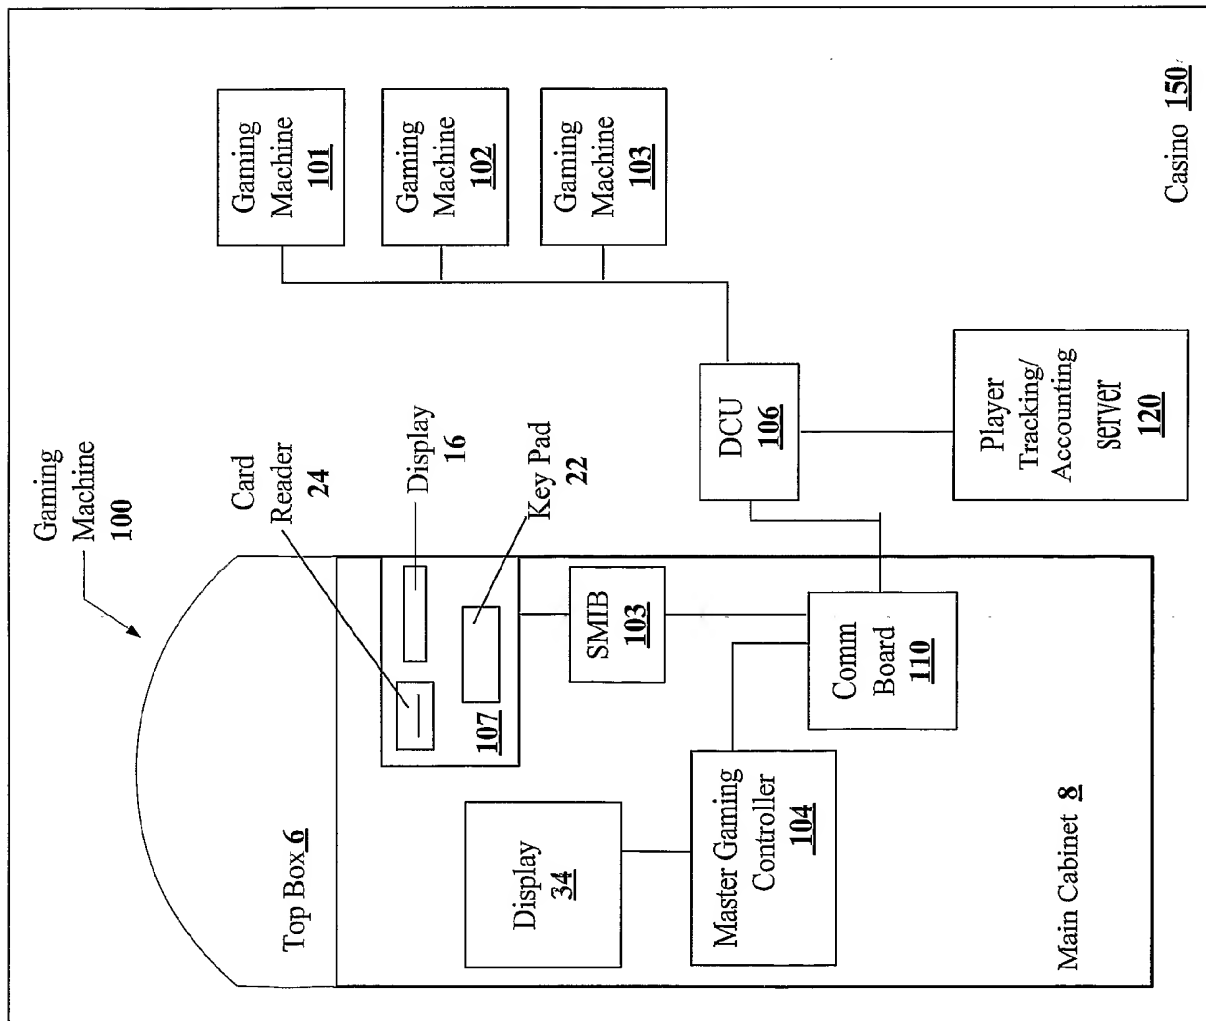 Gaming
Machine
100
Card
Reader
24
Display
16
Key Pad
22
Top Box 6
107
Display
34
SMIB
103
Master Gaming
Controller
104
Comm
Board
110
Main Cabinet 8
Gaming
Machine
101
Gaming
Machine
102
Gaming
Machine
103
DCU
106
Player
Tracking/
Accounting
server
120
Casino 150